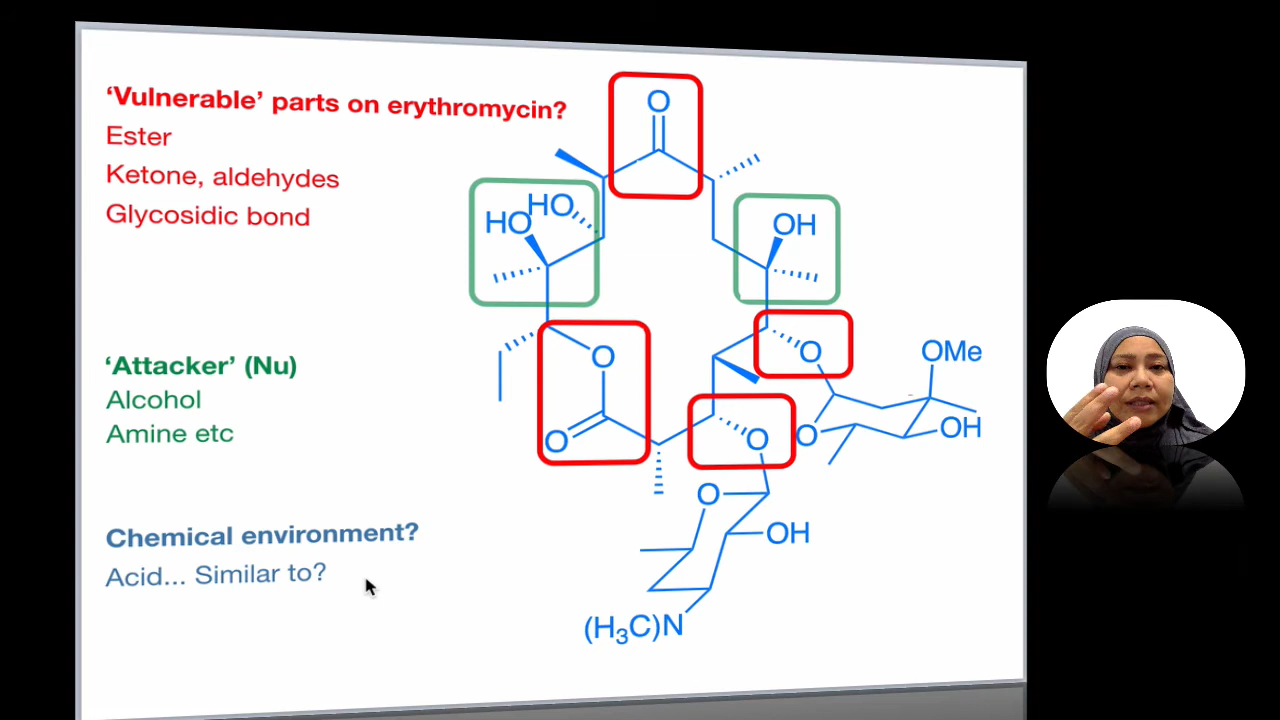 ‘Vulnerable’ parts on erythromycin?
Ester
Ketone, aldehydes
Glycosidic bond
‘Attacker’ (Nu)
Alcohol
Amine etc
Chemical environment?
Acid... Similar to?
O
HO
HO
OH
O
O
O
O
OMe
O
OH
O
OH
(H₃C)N